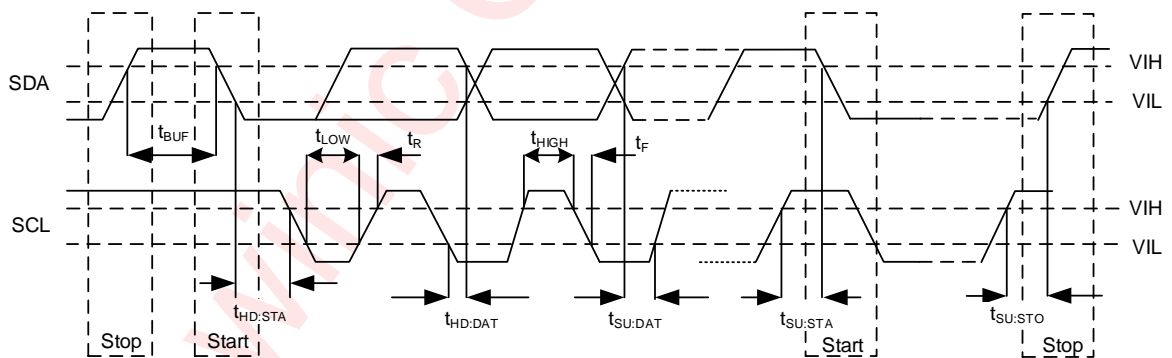 SDA
VIH
VIL
tBUF
tLOW
tR
tHIGH
tF
SCL
VIH
VIL
tHD:STA
tHD:DAT
tSU:DAT
tSU:STA
tSU:STO
Stop
Start
Start
Stop
winic